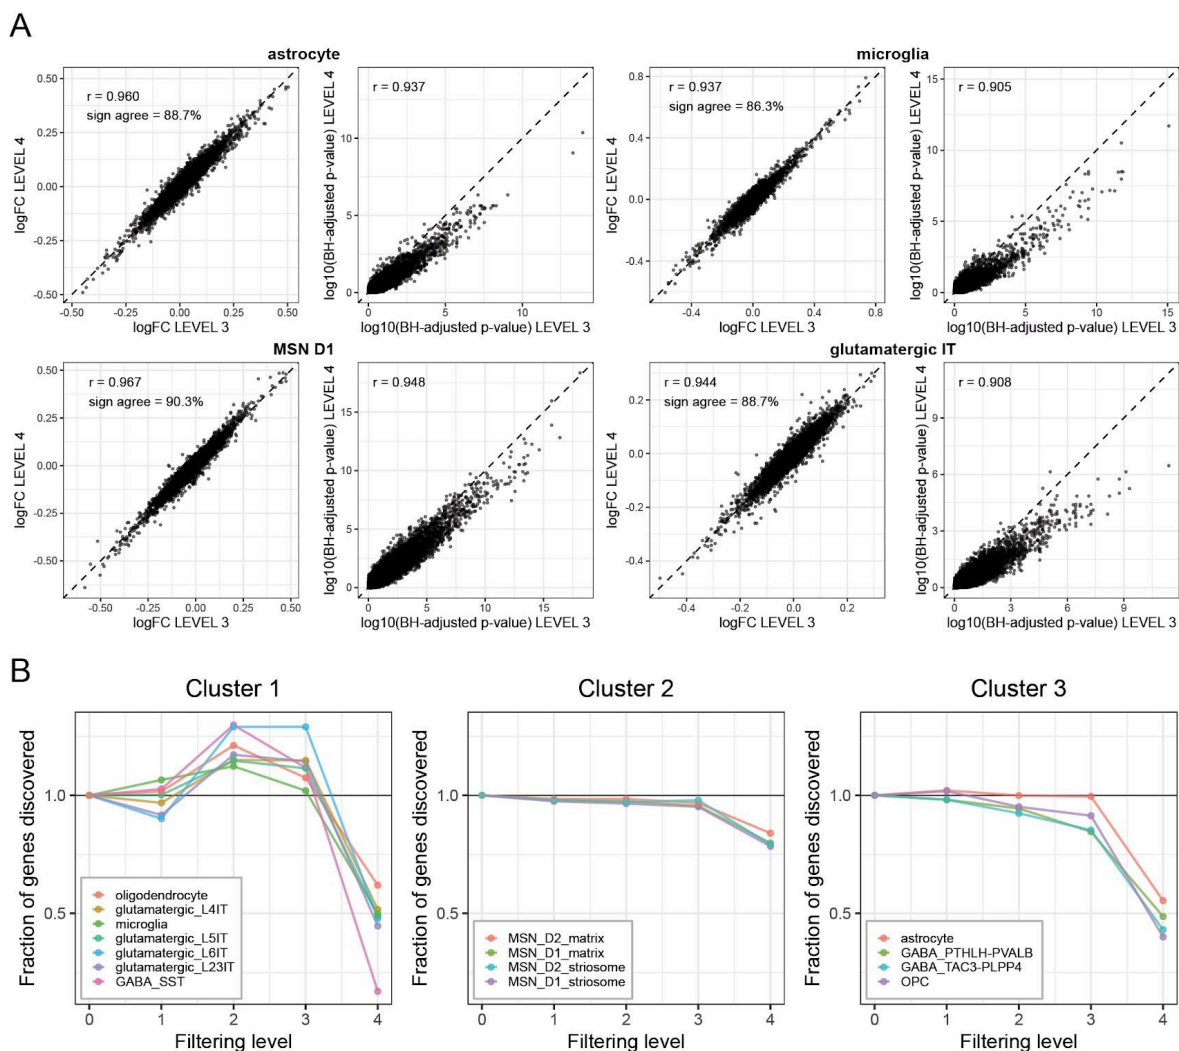 A
astrocyte
microglia
r = 0.960
sign agree = 88.7%
logFC LEVEL 4
0.50
0.25
0.00
-0.25
-0.50
-0.50 -0.25 0.00 0.25 0.50
logFC LEVEL 3
r = 0.937
log10(BH-adjusted p-value) LEVEL 4
10
5
0
0 5 10
log10(BH-adjusted p-value) LEVEL 3
r = 0.937
sign agree = 86.3%
logFC LEVEL 4
0.8
0.4
0.0
-0.4
-0.4 0.0 0.4 0.8
logFC LEVEL 3
r = 0.905
log10(BH-adjusted p-value) LEVEL 4
15
10
5
0
0 5 10 15
log10(BH-adjusted p-value) LEVEL 3
MSN D1
glutamatergic IT
r = 0.967
sign agree = 90.3%
logFC LEVEL 4
0.50
0.25
0.00
-0.25
-0.50
-0.50 -0.25 0.00 0.25 0.50
logFC LEVEL 3
r = 0.948
log10(BH-adjusted p-value) LEVEL 4
15
10
5
0
0 5 10 15
log10(BH-adjusted p-value) LEVEL 3
r = 0.944
sign agree = 88.7%
logFC LEVEL 4
0.2
0.0
-0.2
-0.4
-0.4 -0.2 0.0 0.2
logFC LEVEL 3
r = 0.908
log10(BH-adjusted p-value) LEVEL 4
9
6
3
0
0 3 6 9
log10(BH-adjusted p-value) LEVEL 3
B
Cluster 1
Fraction of genes discovered
1.0
0.5
oligodendrocyte
glutamatergic_L4IT
microglia
glutamatergic_L5IT
glutamatergic_L6IT
glutamatergic_L23IT
GABA_SST
0 1 2 3 4
Filtering level
Cluster 2
Fraction of genes discovered
1.0
0.5
MSN_D2_matrix
MSN_D1_matrix
MSN_D2_striosome
MSN_D1_striosome
0 1 2 3 4
Filtering level
Cluster 3
Fraction of genes discovered
1.0
0.5
astrocyte
GABA_PTHLH-PVALB
GABA_TAC3-PLPP4
OPC
0 1 2 3 4
Filtering level